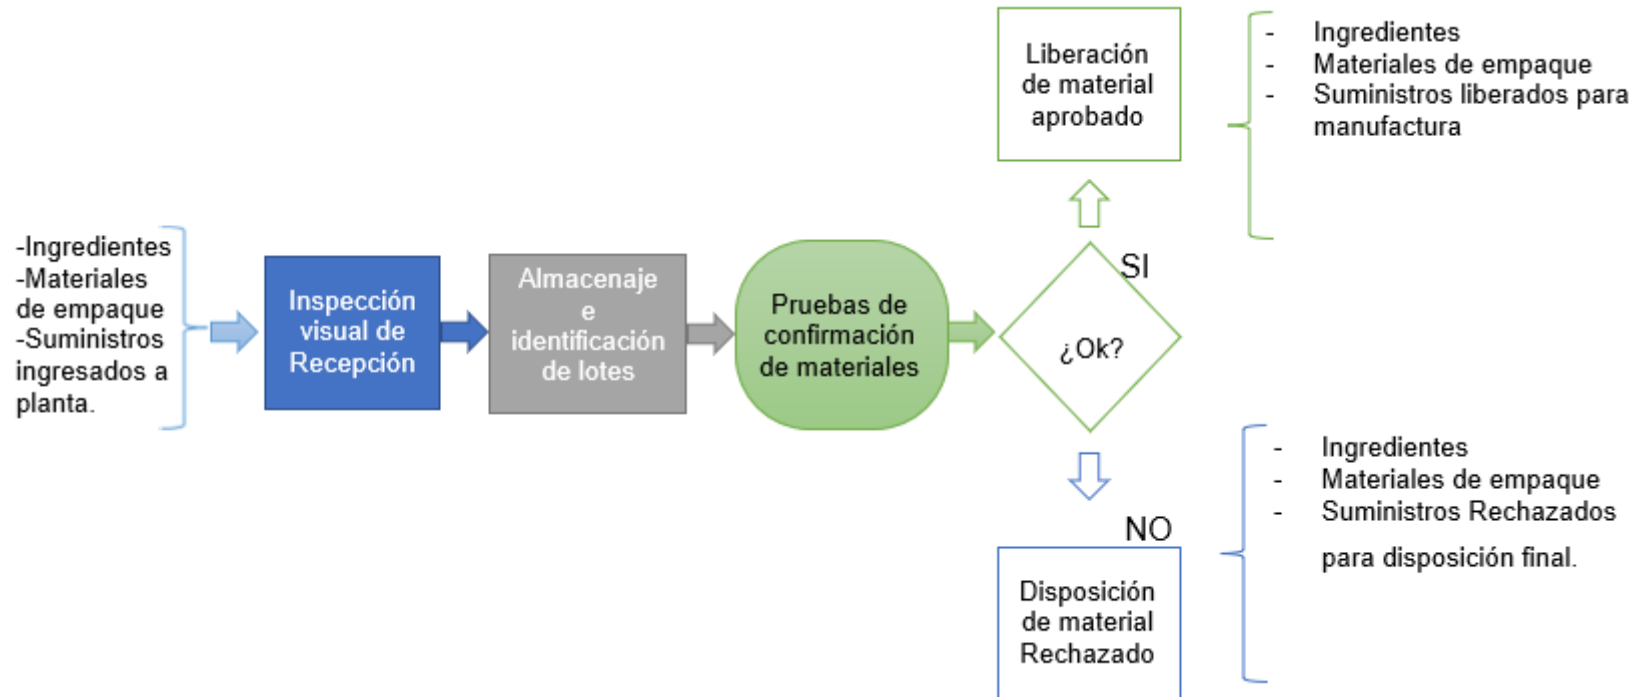 -Ingredientes
-Materiales
de empaque
-Suministros
ingresados a
planta.
Inspección
visual de
Recepción
Almacenaje
e
identificación
de lotes
Pruebas de
confirmación
de materiales
¿Ok?
SI
Liberación
de material
aprobado
- Ingredientes
- Materiales de empaque
- Suministros liberados para
manufactura
NO
Disposición
de material
Rechazado
- Ingredientes
- Materiales de empaque
- Suministros Rechazados
para disposición final.